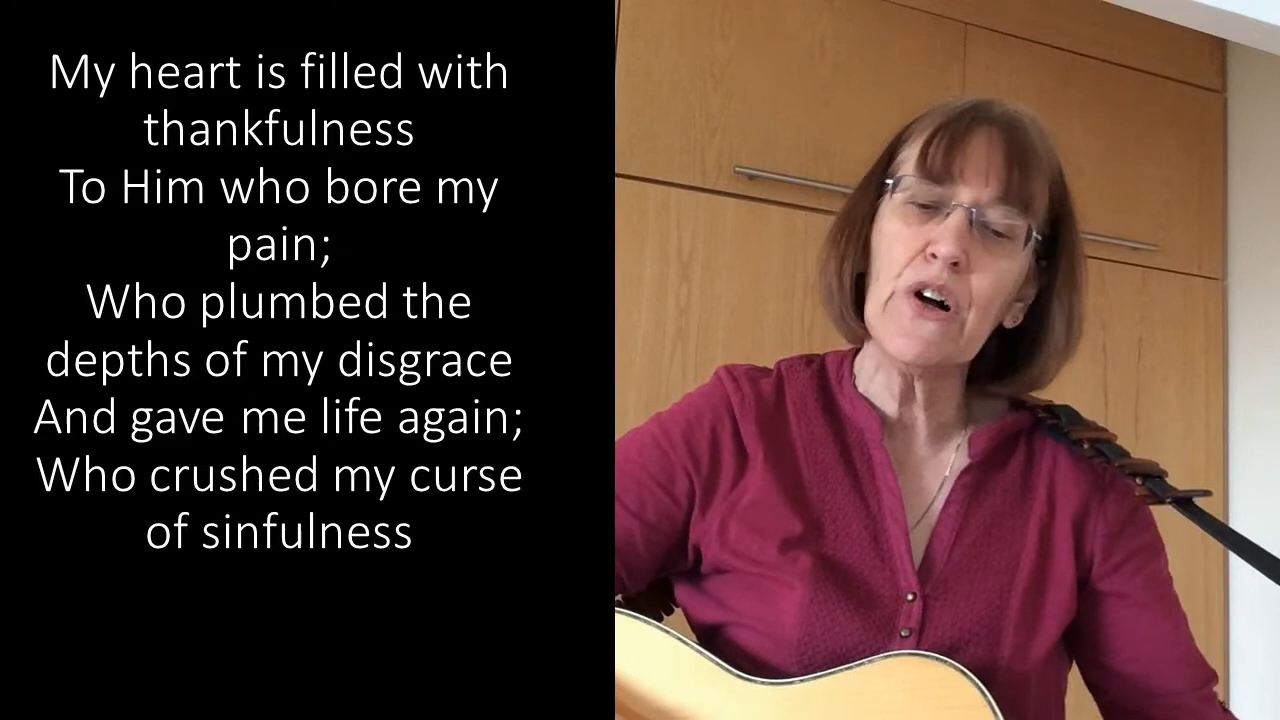 My heart is filled with
thankfulness
To Him who bore my
pain;
Who plumbed the
depths of my disgrace
And gave me life again;
Who crushed my curse
of sinfulness